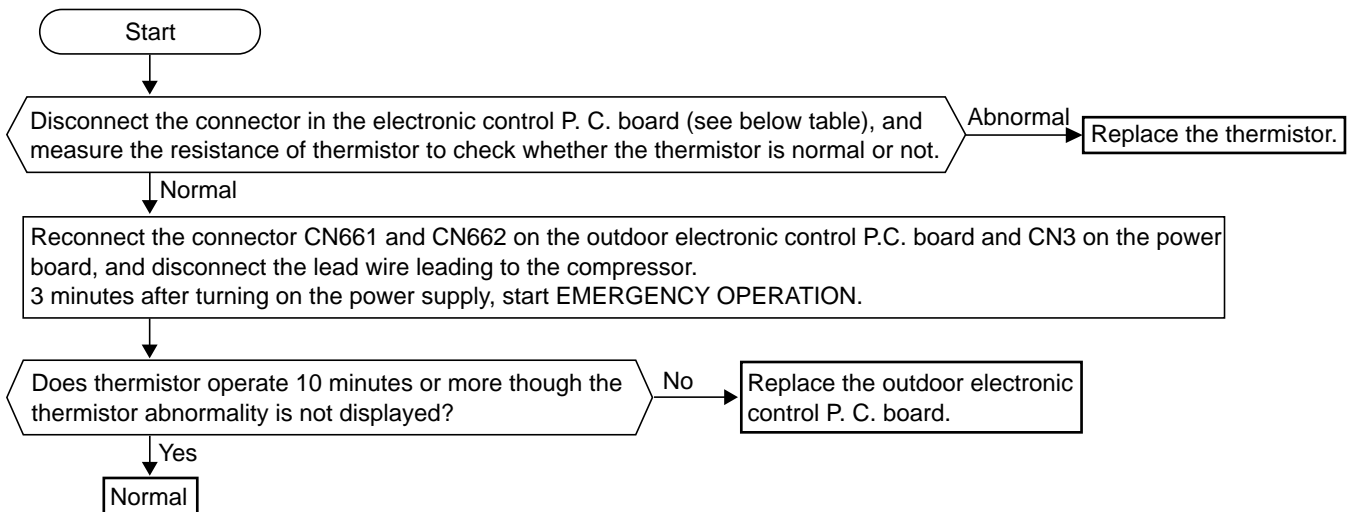 Start
Disconnect the connector in the electronic control P. C. board (see below table), and
measure the resistance of thermistor to check whether the thermistor is normal or not.
Abnormal
Replace the thermistor.
Normal
Reconnect the connector CN661 and CN662 on the outdoor electronic control P.C. board and CN3 on the power
board, and disconnect the lead wire leading to the compressor.
3 minutes after turning on the power supply, start EMERGENCY OPERATION.
Does thermistor operate 10 minutes or more though the
thermistor abnormality is not displayed?
No
Replace the outdoor electronic
control P. C. board.
Yes
Normal